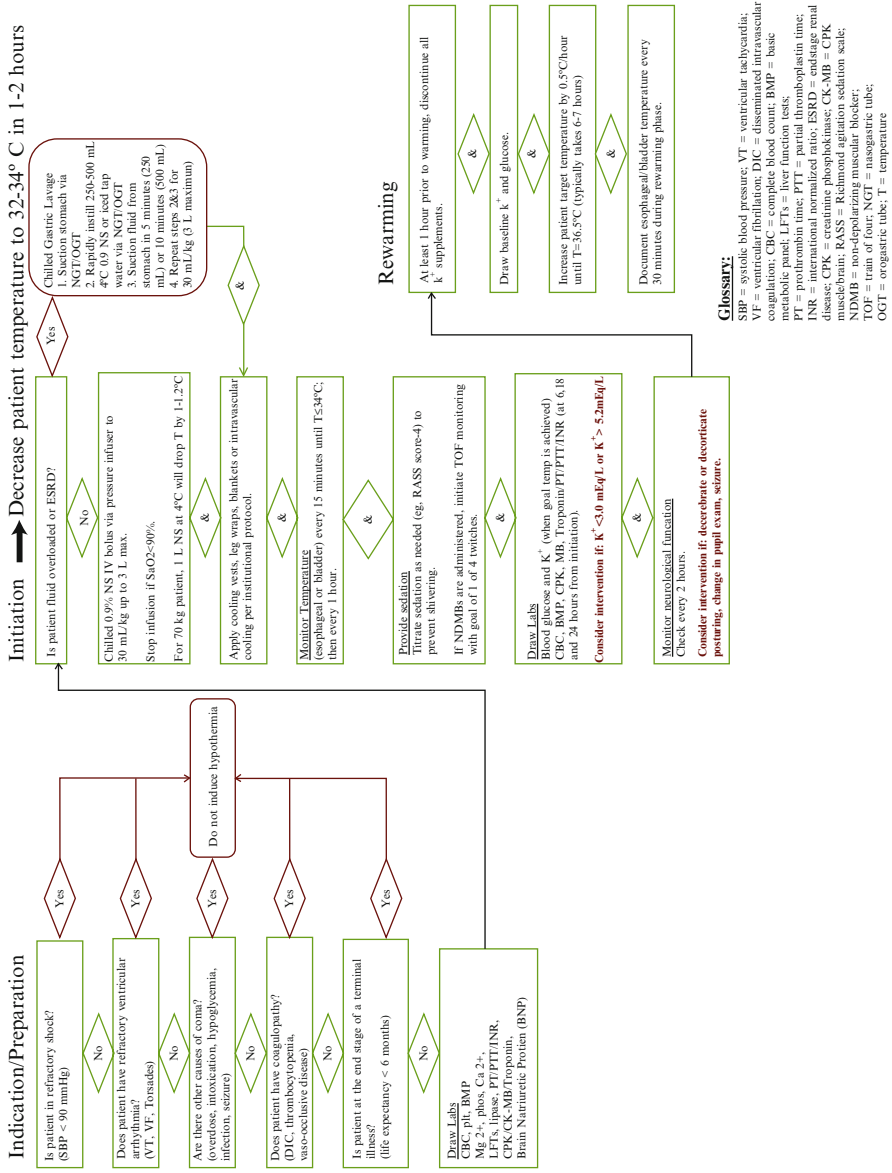 Indication/Preparation
Is patient in refractory shock?
(SBP < 90 mmHg)
Yes
No
Does patient have refractory ventricular
arrhythmia?
(VT, VF, Torsades)
Yes
No
Are there other causes of coma?
(overdose, intoxication, hypoglycemia,
infection, seizure)
Yes
No
Does patient have coagulopathy?
(DIC, thrombocytopenia,
vaso-occlusive disease)
Yes
No
Is patient at the end stage of a terminal
illness?
(life expectancy < 6 months)
Yes
No
Do not induce hypothermia
Draw Labs
CBC, plt, BMP
Mg 2+, phos, Ca 2+,
LFTs, lipase, PT/PTT/INR,
CPK/CK-MB/Troponin,
Brain Natriuretic Protien (BNP)
Initiation → Decrease patient temperature to 32-34° C in 1-2 hours
Is patient fluid overloaded or ESRD?
Yes
Chilled Gastric Lavage
1. Suction stomach via
NGT/OGT
2. Rapidly instill 250-500 mL
4°C 0.9 NS or iced tap
water via NGT/OGT
3. Suction fluid from
stomach in 5 minutes (250
mL) or 10 minutes (500 mL)
4. Repeat steps 2&3 for
30 mL/kg (3 L maximun)
&
No
Chilled 0.9% NS IV bolus via pressure infuser to
30 mL/kg up to 3 L max.
Stop infusion if SaO2<90%.
For 70 kg patient, 1 L NS at 4°C will drop T by 1-1.2°C
&
Apply cooling vests, leg wraps, blankets or intravascular
cooling per institutional protocol.
&
Monitor Temperature
(esophageal or bladder) every 15 minutes until T≤34°C;
then every 1 hour.
&
Provide sedation
Titrate sedation as needed (eg, RASS score-4) to
prevent shivering.
If NDMBs are administered, initiate TOF monitoring
with goal of 1 of 4 twitches.
&
Draw Labs
Blood glucose and K+ (when goal temp is achieved)
CBC, BMP, CPK, MB, Troponin/PT/PTT/INR (at 6,18
and 24 hours from initiation).
Consider intervention if: K+ <3.0 mEq/L or K+ > 5.2mEq/L
&
Monitor neurological funcation
Check every 2 hours.
Consider intervention if: decerebrate or decorticate
posturing, change in pupil exam, seizure.
Rewarming
At least 1 hour prior to warming, discontinue all
k+ supplements.
&
Draw baseline k+ and glucose.
&
Increase patient target temperature by 0.5°C/hour
until T=36.5°C (typically takes 6-7 hours)
&
Document esophageal/bladder temperature every
30 minutes during rewarming phase.
Glossary:
SBP = systolic blood pressure; VT = ventricular tachycardia;
VF = ventricular fibrillation; DIC = disseminated intravascular
coagulation; CBC = complete blood count; BMP = basic
metabolic panel; LFTs = liver function tests;
PT = prothrombin time; PTT = partial thromboplastin time;
INR = international normalized ratio; ESRD = endstage renal
disease; CPK = creatinine phosphokinase; CK-MB = CPK
muscle/brain; RASS = Richmond agitation sedation scale;
NDMB = non-depolarizing muscular blocker;
TOF = train of four; NGT = nasogastric tube;
OGT = orogastric tube; T = temperature